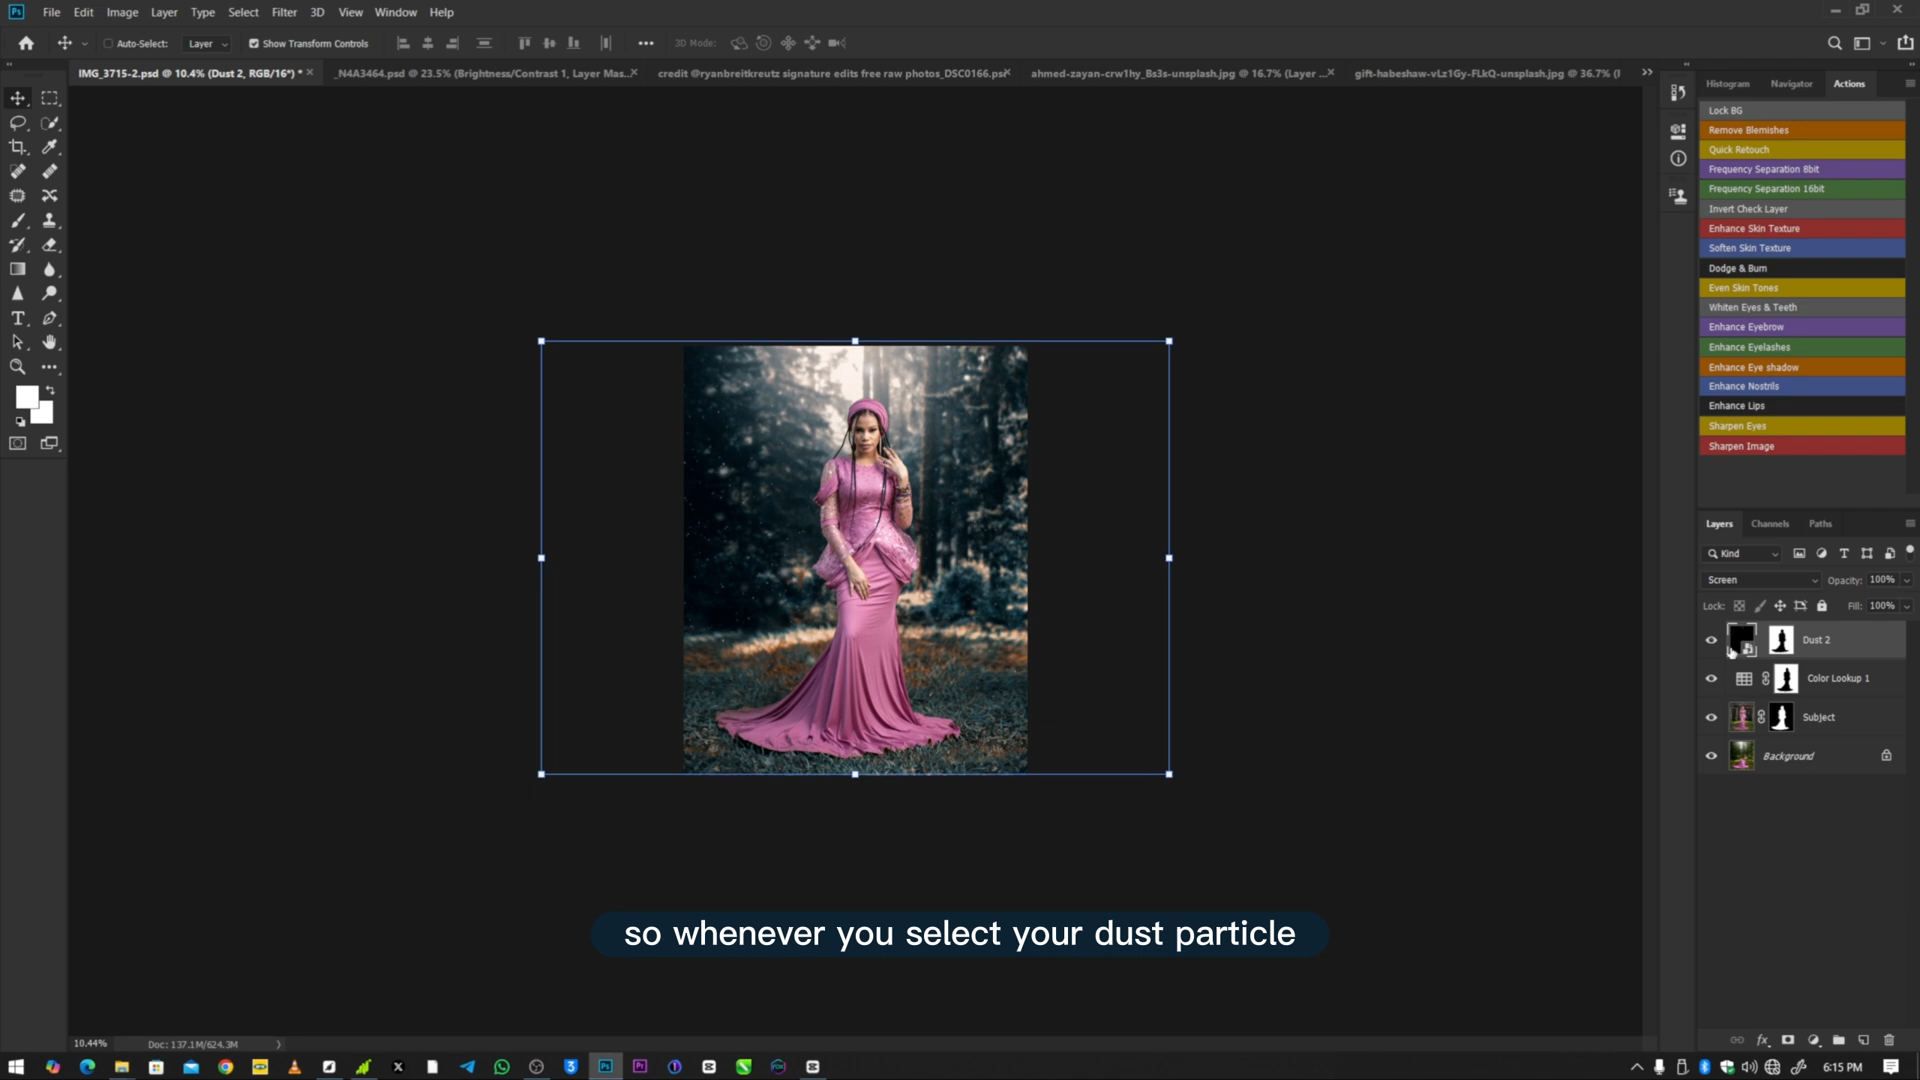 Ps File Edit Image Layer Type Select Filter 3D View Window Help
Auto-Select: Layer Show Transform Controls 3D Mode:
IMG_3715-2.psd @ 10.4% (Dust 2, RGB/16*) * _N4A3464.psd @ 23.5% (Brightness/Contrast 1, Layer Mas... credit @ryanbreitkreutz signature edits free raw photos_DSC0166.psd ahmed-zayan-crw1hy_Bs3s-unsplash.jpg @ 16.7% (Layer ... gift-habeshaw-vLz1Gy-FLkQ-unsplash.jpg @ 36.7% (l
Histogram Navigator Actions
Lock BG
Remove Blemishes
Quick Retouch
Frequency Separation 8bit
Frequency Separation 16bit
Invert Check Layer
Enhance Skin Texture
Soften Skin Texture
Dodge & Burn
Even Skin Tones
Whiten Eyes & Teeth
Enhance Eyebrow
Enhance Eyelashes
Enhance Eye shadow
Enhance Nostrils
Enhance Lips
Sharpen Eyes
Sharpen Image
Layers Channels Paths
Kind
Screen Opacity: 100%
Lock: Fill: 100%
Dust 2
Color Lookup 1
Subject
Background
so whenever you select your dust particle
10.44% Doc: 137.1M/624.3M
6:15 PM